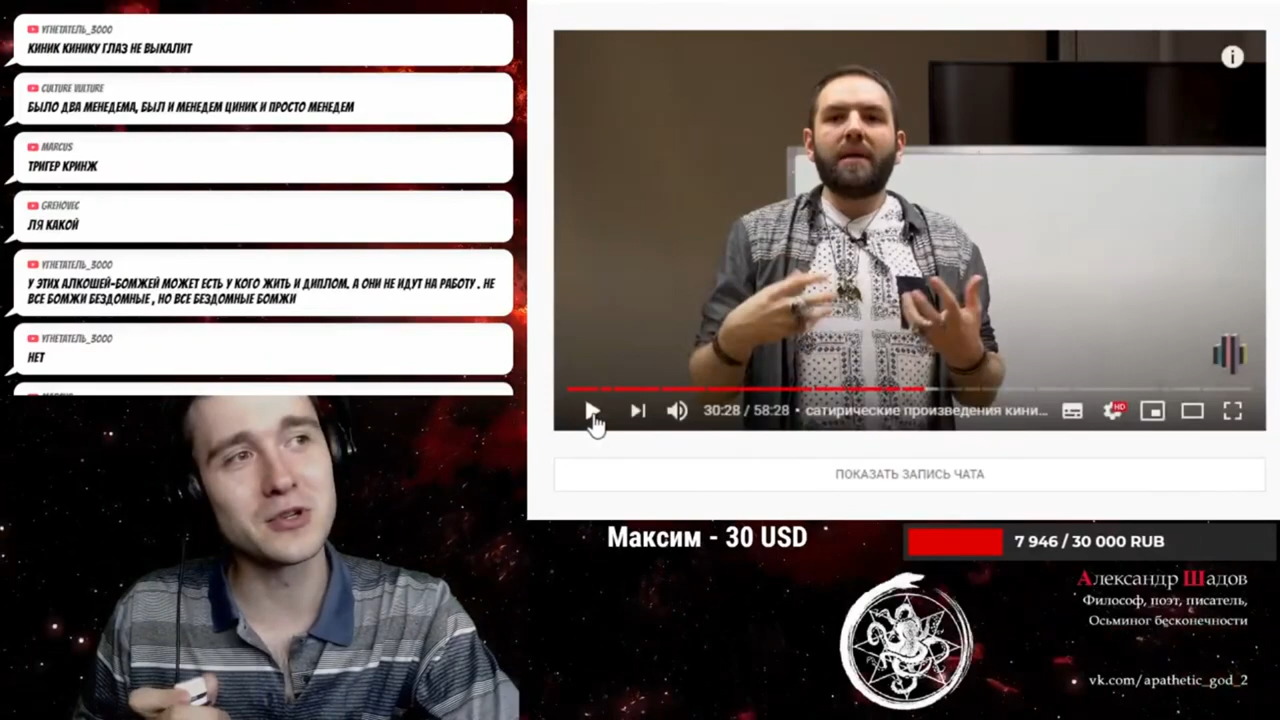 УГНЕТАТЕЛЬ_3000
КИНИК КИНИКУ ГЛАЗ НЕ ВЫКАЛИТ
CULTURE VULTURE
БЫЛО ДВА МЕНЕДЕМА, БЫЛ И МЕНЕДЕМ ЦИНИК И ПРОСТО МЕНЕДЕМ
MARCUS
ТРИГЕР КРИНЖ
GREHOVEC
ЛЯ КАКОЙ
УГНЕТАТЕЛЬ_3000
У ЭТИХ АЛКОШЕЙ-БОМЖЕЙ МОЖЕТ ЕСТЬ У КОГО ЖИТЬ И ДИПЛОМ. А ОНИ НЕ ИДУТ НА РАБОТУ . НЕ
ВСЕ БОМЖИ БЕЗДОМНЫЕ , НО ВСЕ БЕЗДОМНЫЕ БОМЖИ
УГНЕТАТЕЛЬ_3000
НЕТ
30:28 / 58:28 • сатирические произведения кини...
HD
ПОКАЗАТЬ ЗАПИСЬ ЧАТА
Максим - 30 USD
7 946 / 30 000 RUB
Александр Шадов
Философ, поэт, писатель,
Осьминог бесконечности
vk.com/apathetic_god_2